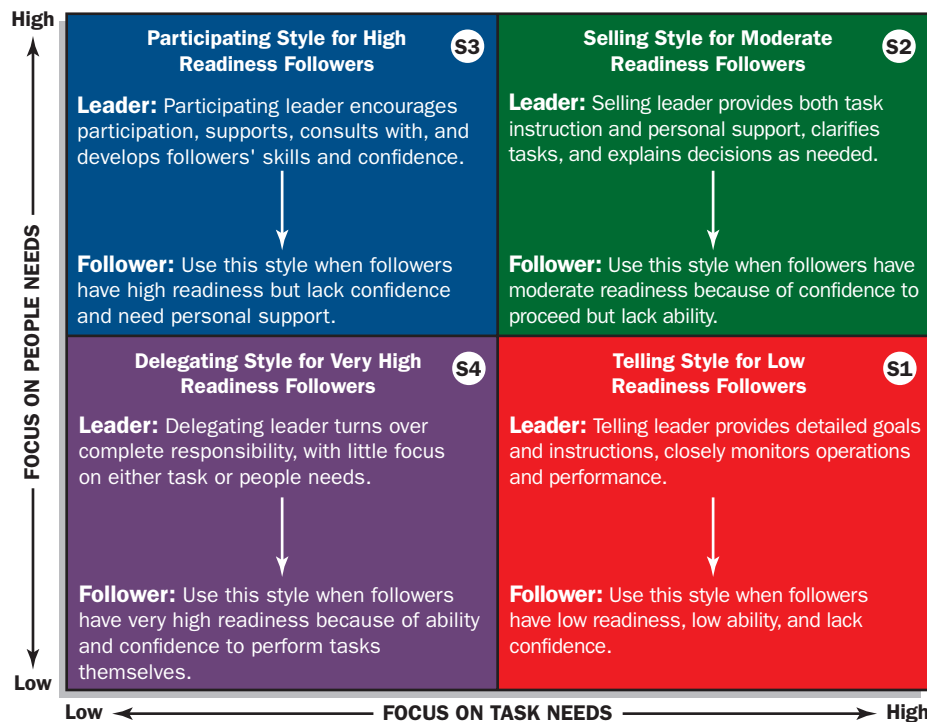 High
FOCUS ON PEOPLE NEEDS
Low
Participating Style for High
Readiness Followers
S3
Leader: Participating leader encourages
participation, supports, consults with, and
develops followers' skills and confidence.
Follower: Use this style when followers
have high readiness but lack confidence
and need personal support.
Selling Style for Moderate
Readiness Followers
S2
Leader: Selling leader provides both task
instruction and personal support, clarifies
tasks, and explains decisions as needed.
Follower: Use this style when followers have
moderate readiness because of confidence to
proceed but lack ability.
Delegating Style for Very High
Readiness Followers
S4
Leader: Delegating leader turns over
complete responsibility, with little focus
on either task or people needs.
Follower: Use this style when followers
have very high readiness because of ability
and confidence to perform tasks
themselves.
Telling Style for Low
Readiness Followers
S1
Leader: Telling leader provides detailed goals
and instructions, closely monitors operations
and performance.
Follower: Use this style when followers
have low readiness, low ability, and lack
confidence.
Low
FOCUS ON TASK NEEDS
High